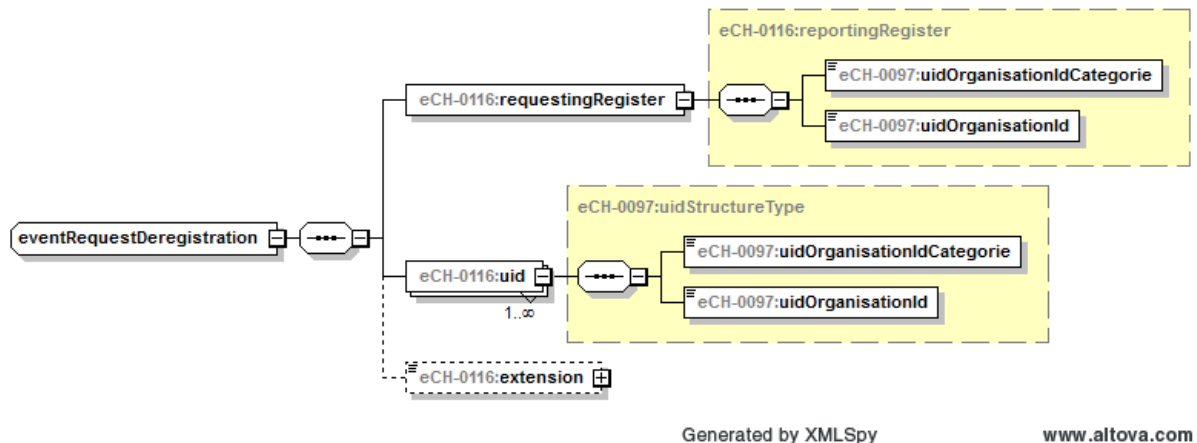 eCH-0116:reportingRegister
eCH-0097:uidOrganisationIdCategorie
eCH-0116:requestingRegister
eCH-0097:uidOrganisationId
eCH-0097:uidStructureType
eventRequestDeregistration
eCH-0097:uidOrganisationIdCategorie
eCH-0116:uid
eCH-0097:uidOrganisationId
1..∞
eCH-0116:extension
Generated by XMLSpy
www.altova.com